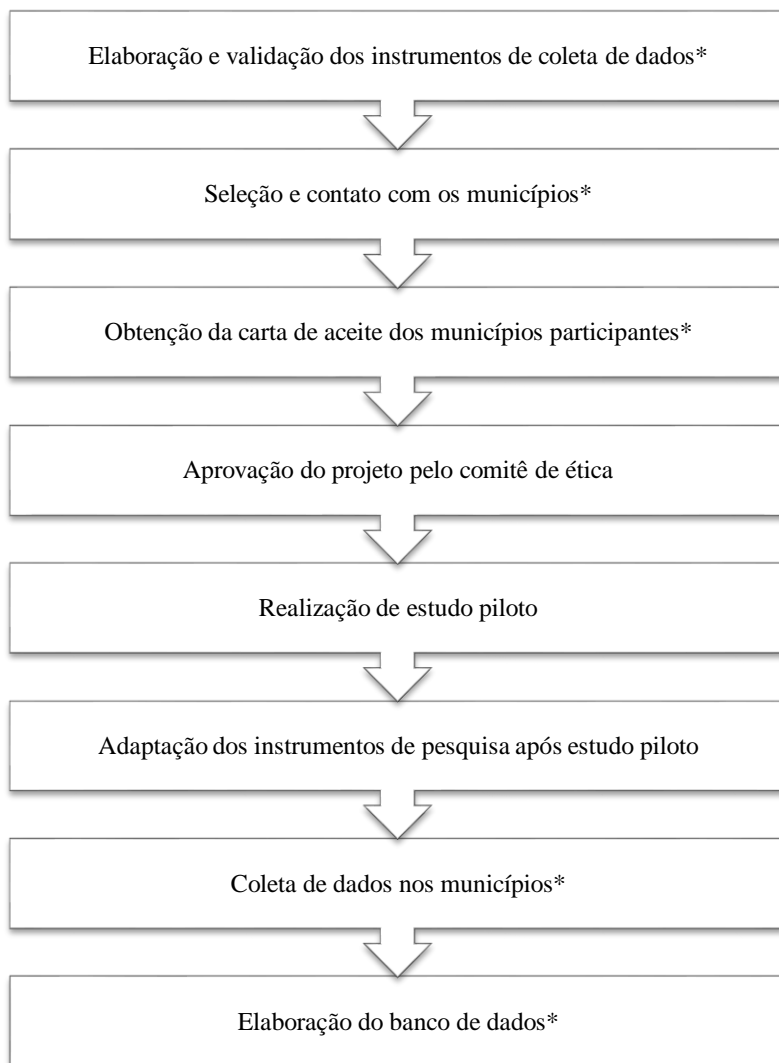 Elaboração e validação dos instrumentos de coleta de dados*
Seleção e contato com os municípios*
Obtenção da carta de aceite dos municípios participantes*
Aprovação do projeto pelo comitê de ética
Realização de estudo piloto
Adaptação dos instrumentos de pesquisa após estudo piloto
Coleta de dados nos municípios*
Elaboração do banco de dados*